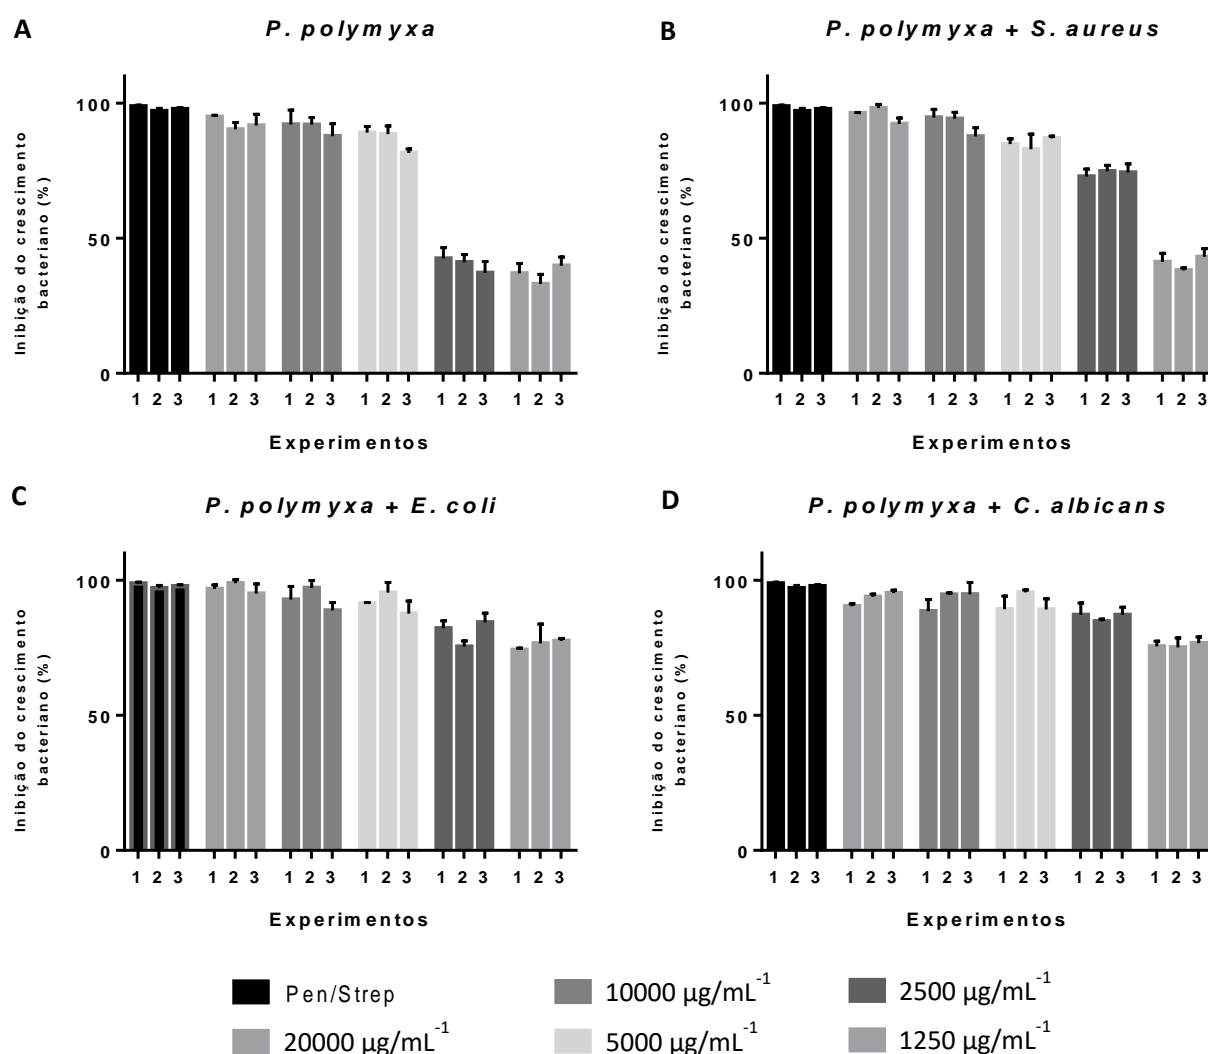 A
P. polymyxa
Inibição do crescimento
bacteriano (%)
100
50
0
1 2 3 1 2 3 1 2 3 1 2 3 1 2 3 1 2 3
Experimentos
B
P. polymyxa + S. aureus
Inibição do crescimento
bacteriano (%)
100
50
0
1 2 3 1 2 3 1 2 3 1 2 3 1 2 3 1 2 3
Experimentos
C
P. polymyxa + E. coli
Inibição do crescimento
bacteriano (%)
100
50
0
1 2 3 1 2 3 1 2 3 1 2 3 1 2 3 1 2 3
Experimentos
D
P. polymyxa + C. albicans
Inibição do crescimento
bacteriano (%)
100
50
0
1 2 3 1 2 3 1 2 3 1 2 3 1 2 3 1 2 3
Experimentos
Pen/Strep
10000 µg/mL⁻¹
2500 µg/mL⁻¹
20000 µg/mL⁻¹
5000 µg/mL⁻¹
1250 µg/mL⁻¹